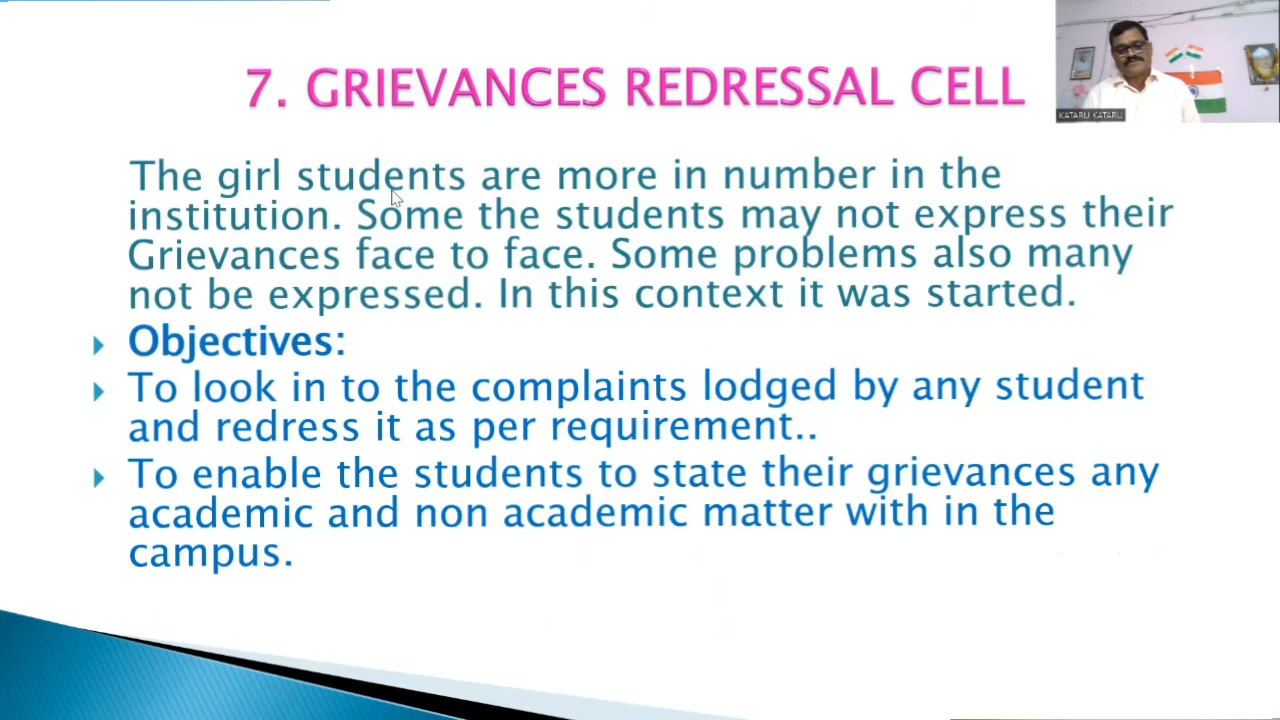 7. GRIEVANCES REDRESSAL CELL
KATARU KATARU
The girl students are more in number in the
institution. Some the students may not express their
Grievances face to face. Some problems also many
not be expressed. In this context it was started.
Objectives:
To look in to the complaints lodged by any student
and redress it as per requirement..
To enable the students to state their grievances any
academic and non academic matter with in the
campus.